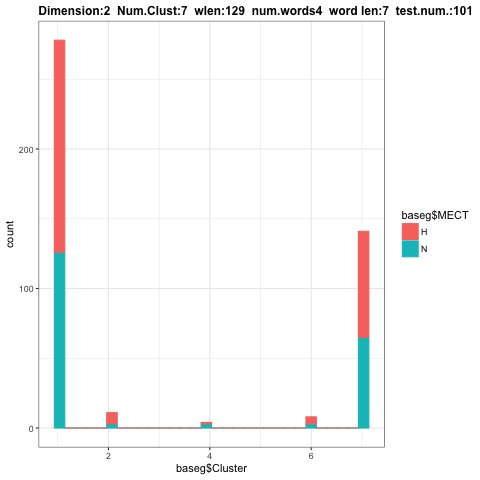 Dimension:2  Num.Clust:7  wlen:129  num.words4  word len:7  test.num.:101
200
100
0
count
2 4 6
baseg$Cluster
baseg$MECT
H
N